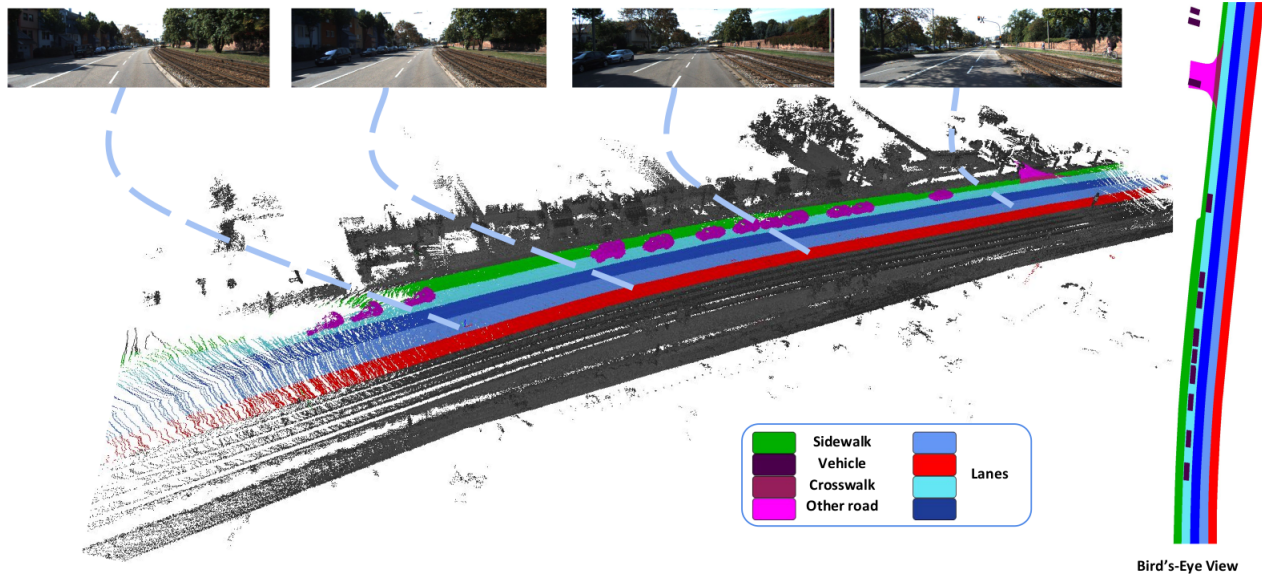 Sidewalk
Vehicle
Crosswalk
Other road
Lanes
Bird's-Eye View